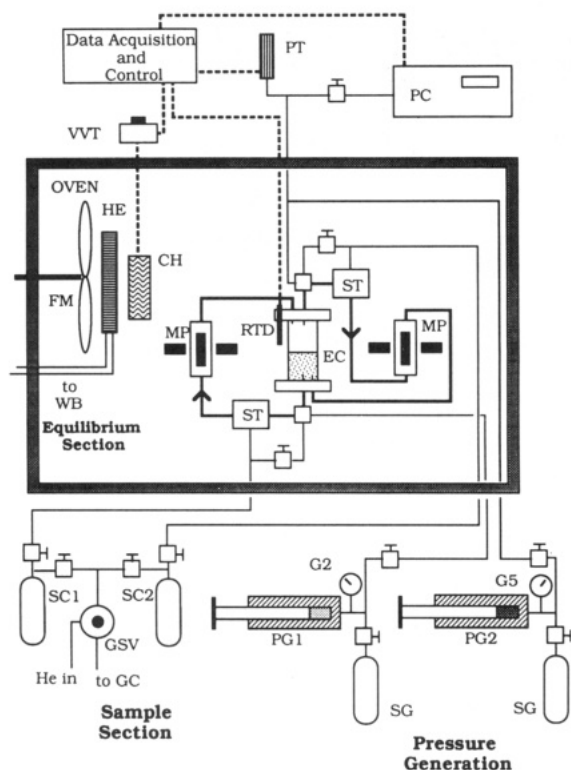 Data Acquisition
and
Control
PT
PC
VVT
OVEN
HE
CH
FM
MP
RTD
ST
MP
EC
to
WB
ST
Equilibrium
Section
SC1
SC2
G2
G5
GSV
PG1
PG2
He in
to GC
SG
SG
Sample
Section
Pressure
Generation